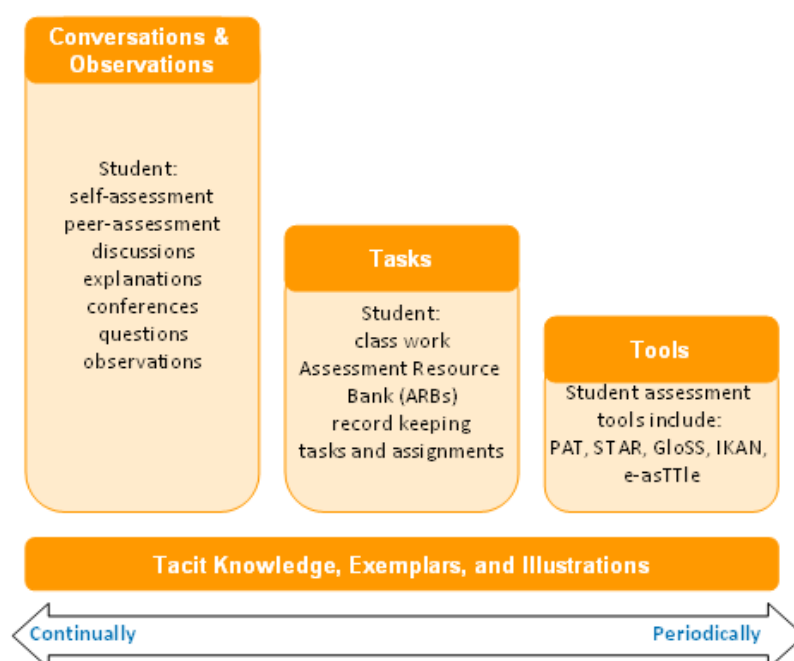 Conversations &
Observations
Student:
self-assessment
peer-assessment
discussions
explanations
conferences
questions
observations
Tasks
Student:
class work
Assessment Resource
Bank (ARBs)
record keeping
tasks and assignments
Tools
Student assessment
tools include:
PAT, STAR, GloSS, IKAN,
e-asTTle
Tacit Knowledge, Exemplars, and Illustrations
Continually
Periodically